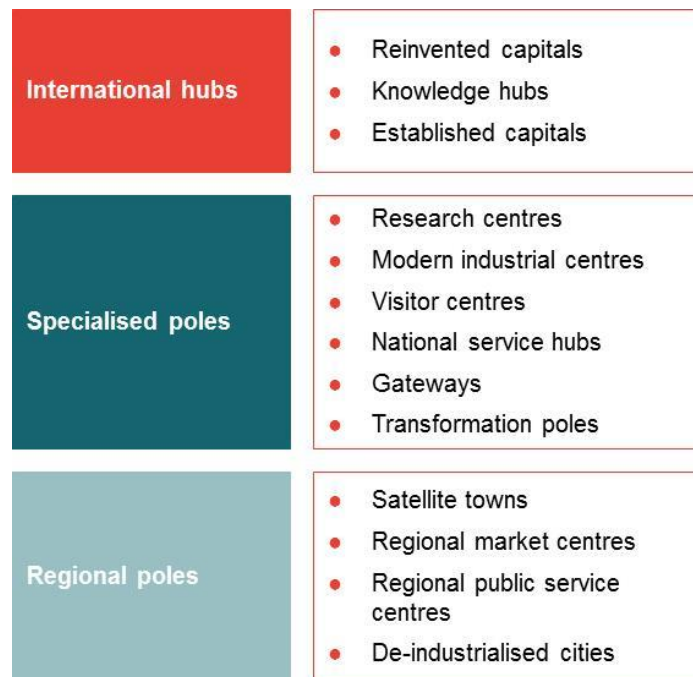 International hubs
Reinvented capitals
Knowledge hubs
Established capitals
Specialised poles
Research centres
Modern industrial centres
Visitor centres
National service hubs
Gateways
Transformation poles
Regional poles
Satellite towns
Regional market centres
Regional public service
centres
De-industrialised cities